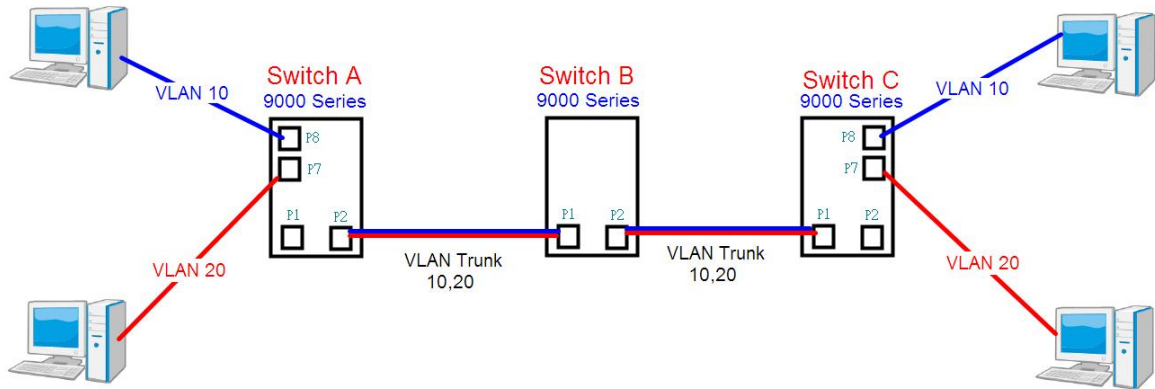 Switch A
9000 Series
Switch B
9000 Series
Switch C
9000 Series
VLAN 10
VLAN 10
P8
P7
P8
P7
P1
P2
P1
P2
P1
P2
VLAN 20
VLAN Trunk
10,20
VLAN Trunk
10,20
VLAN 20